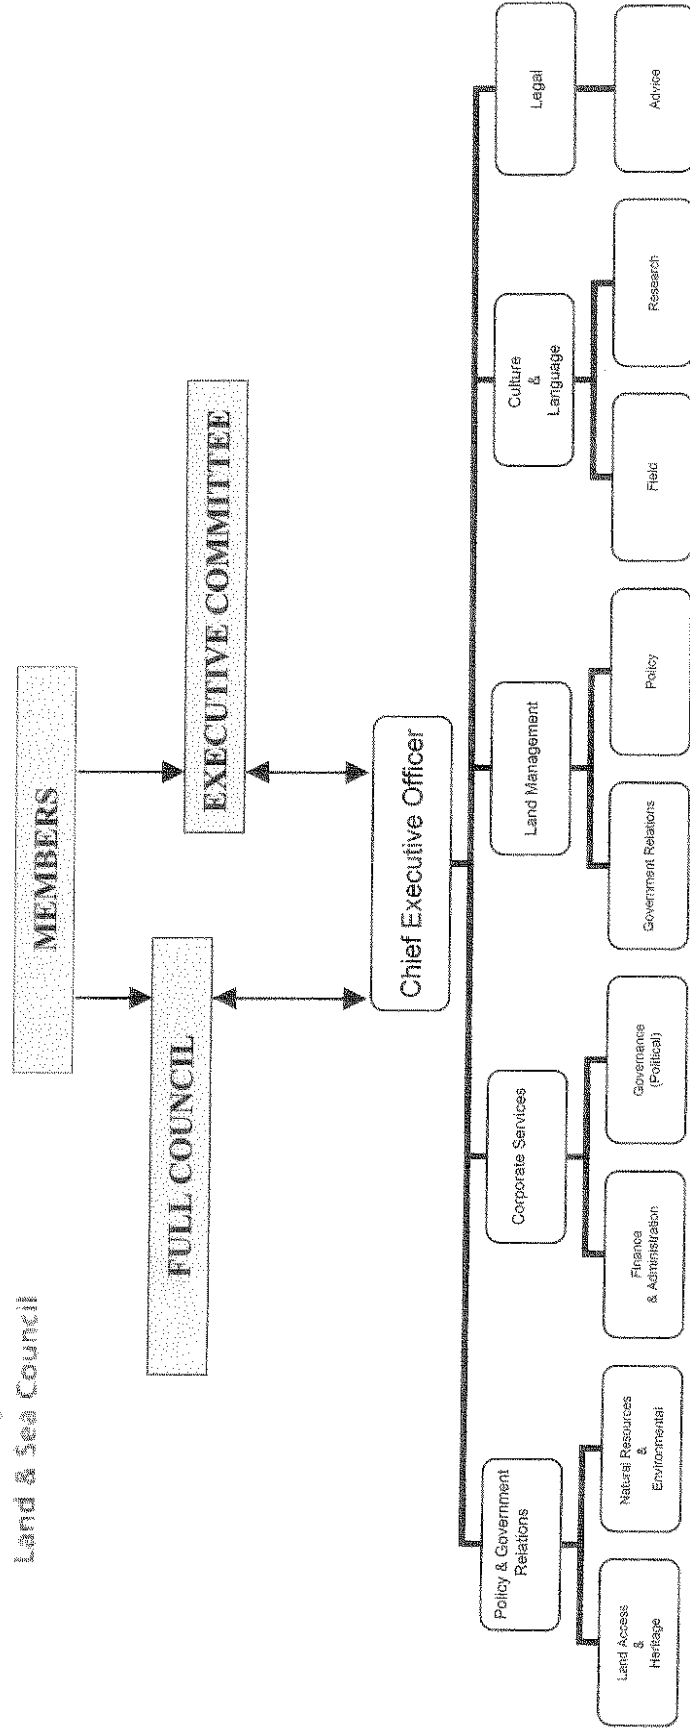 Land & Sea Council
MEMBERS
FULL COUNCIL
EXECUTIVE COMMITTEE
Chief Executive Officer
Policy & Government
Relations
Corporate Services
Land Management
Culture
&
Language
Legal
Land Access
&
Heritage
Natural Resources
&
Environmental
Finance
& Administration
Governance
(Political)
Government Relations
Policy
Field
Research
Advice